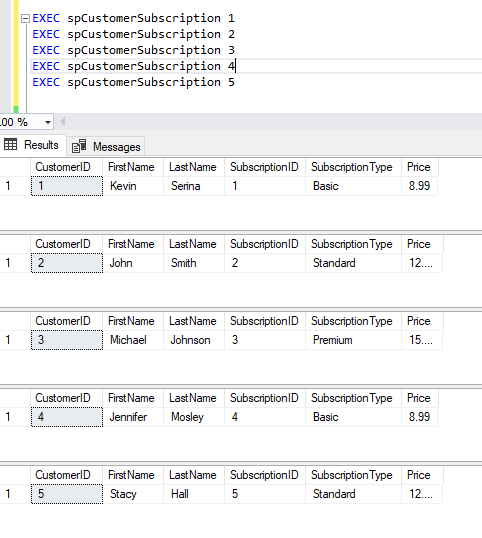 EXEC spCustomerSubscription 1
EXEC spCustomerSubscription 2
EXEC spCustomerSubscription 3
EXEC spCustomerSubscription 4
EXEC spCustomerSubscription 5
.00 %
Results Messages
CustomerID FirstName LastName SubscriptionID SubscriptionType Price
1 1 Kevin Serina 1 Basic 8.99
CustomerID FirstName LastName SubscriptionID SubscriptionType Price
1 2 John Smith 2 Standard 12....
CustomerID FirstName LastName SubscriptionID SubscriptionType Price
1 3 Michael Johnson 3 Premium 15....
CustomerID FirstName LastName SubscriptionID SubscriptionType Price
1 4 Jennifer Mosley 4 Basic 8.99
CustomerID FirstName LastName SubscriptionID SubscriptionType Price
1 5 Stacy Hall 5 Standard 12....